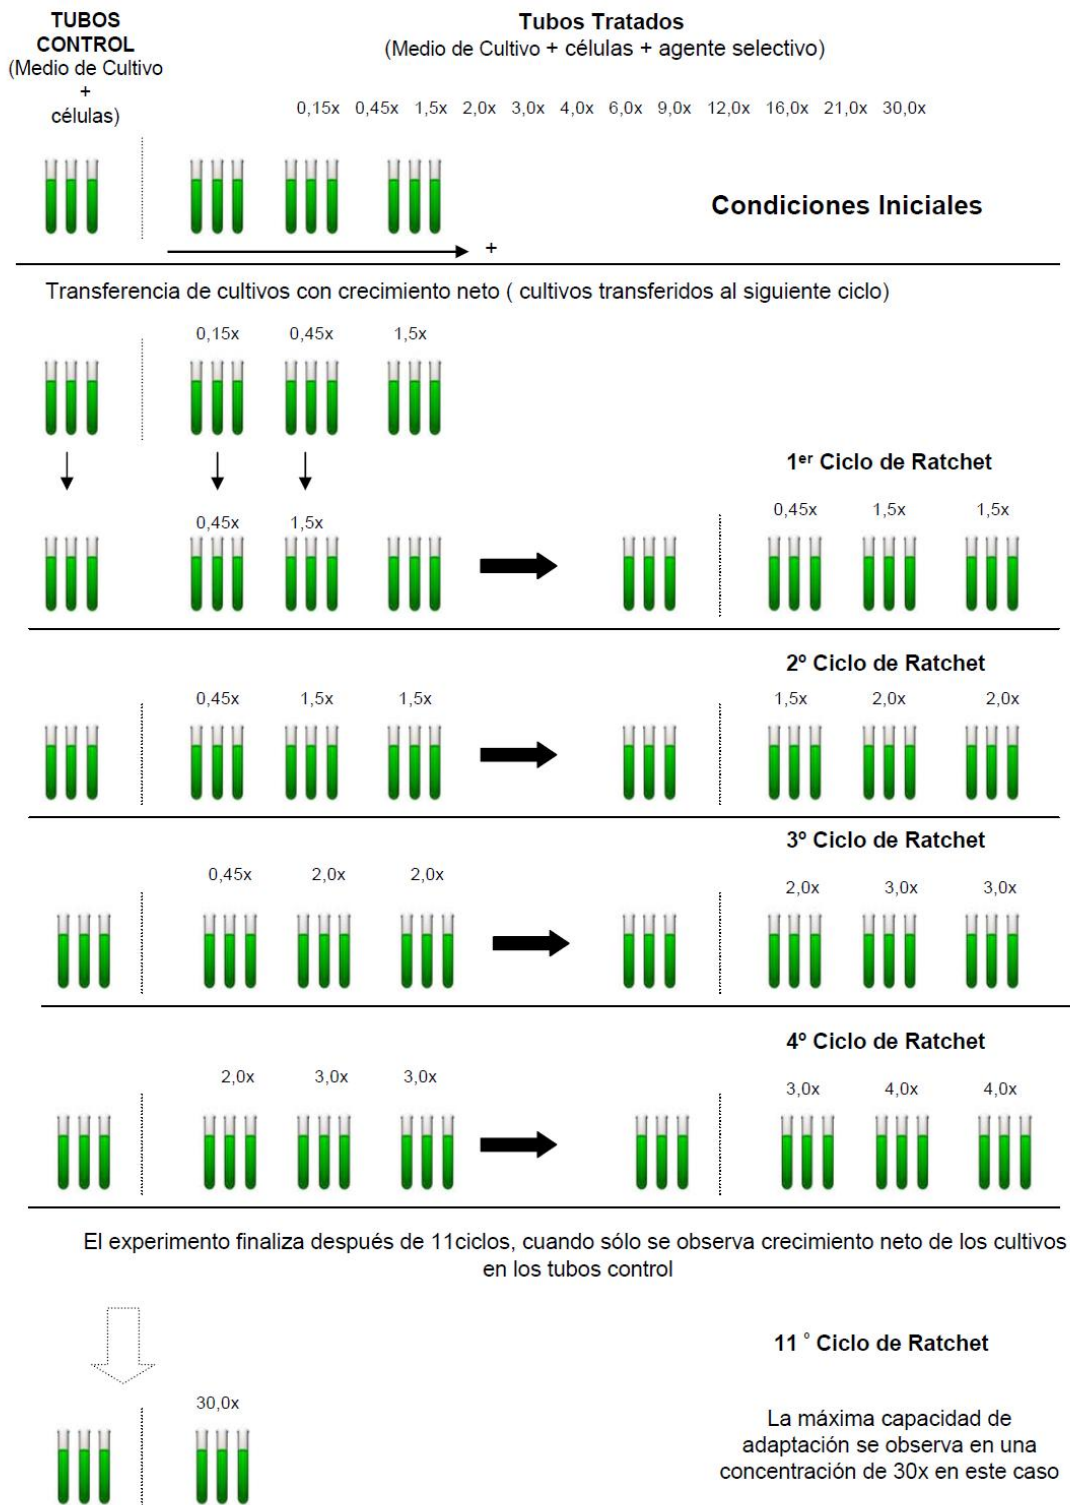 TUBOS
CONTROL
(Medio de Cultivo
+
células)
Tubos Tratados
(Medio de Cultivo + células + agente selectivo)
0,15x 0,45x 1,5x 2,0x 3,0x 4,0x 6,0x 9,0x 12,0x 16,0x 21,0x 30,0x
Condiciones Iniciales
+
Transferencia de cultivos con crecimiento neto ( cultivos transferidos al siguiente ciclo)
0,15x 0,45x 1,5x
1er Ciclo de Ratchet
0,45x 1,5x
0,45x 1,5x 1,5x
2º Ciclo de Ratchet
0,45x 1,5x 1,5x
1,5x 2,0x 2,0x
3º Ciclo de Ratchet
0,45x 2,0x 2,0x
2,0x 3,0x 3,0x
4º Ciclo de Ratchet
2,0x 3,0x 3,0x
3,0x 4,0x 4,0x
El experimento finaliza después de 11ciclos, cuando sólo se observa crecimiento neto de los cultivos
en los tubos control
11 º Ciclo de Ratchet
30,0x
La máxima capacidad de
adaptación se observa en una
concentración de 30x en este caso